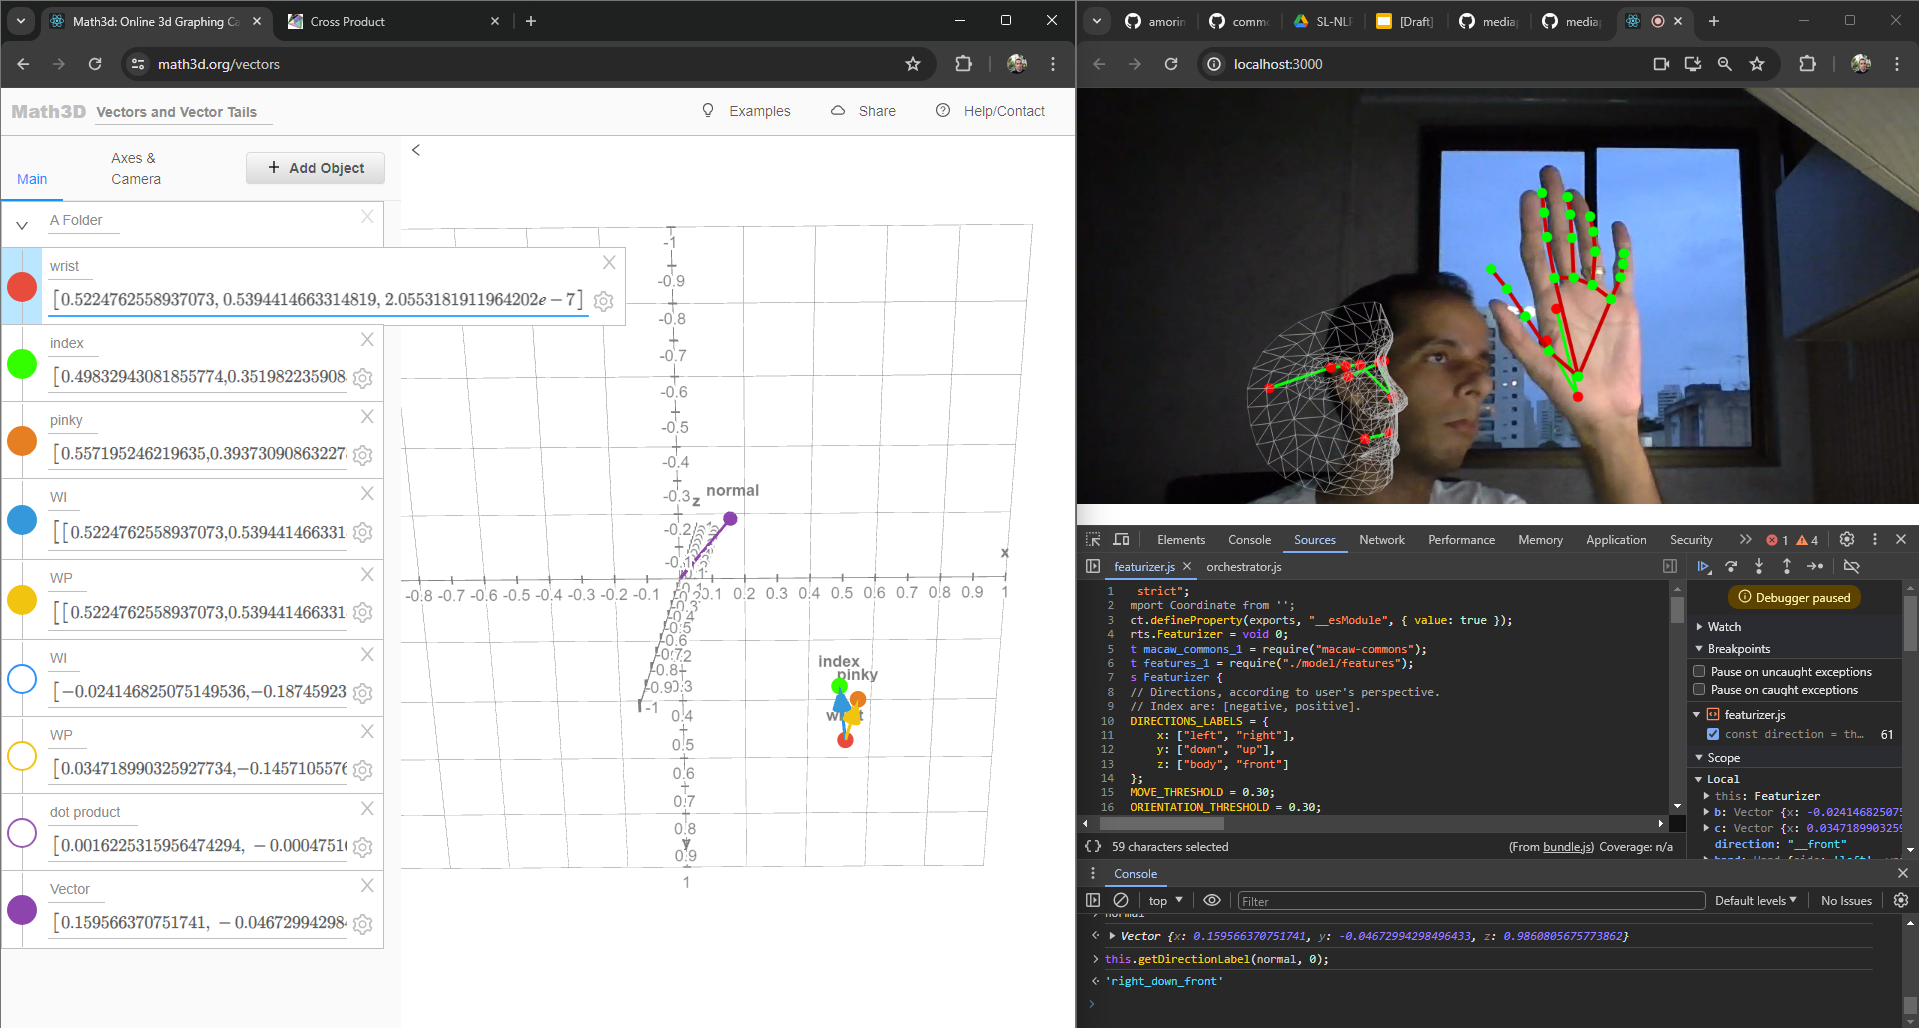 Math3d: Online 3d Graphing Ca
Cross Product
math3d.org/vectors
Math3D
Vectors and Vector Tails
Examples
Share
Help/Contact
Main
Axes &
Camera
+ Add Object
A Folder
wrist
[0.5224762558937073, 0.5394414663314819, 2.0553181911964202e − 7]
index
[0.49832943081855774,0.351982235908
pinky
[0.557195246219635,0.39373090863227
WI
[[0.5224762558937073,0.539441466331
WP
[[0.5224762558937073,0.539441466331
WI
[−0.024146825075149536,−0.18745923
WP
[0.034718990325927734,−0.1457105576
dot product
[0.0016225315956474294, −0.0004751
Vector
[0.159566370751741, −0.046729942984
-1
-0.9
-0.8
-0.7
-0.6
-0.5
-0.4
-0.3
z
normal
-0.2
-0.1
x
-0.8 -0.7 -0.6 -0.5 -0.4 -0.3 -0.2 -0.1
0.1 0.2 0.3 0.4 0.5 0.6 0.7 0.8 0.9 1
index
pinky
wrist
-1
0.4
0.5
0.6
0.7
0.8
0.9
1
amorin
comm
SL-NLP
[Draft]
mediap
mediap
localhost:3000
Elements
Console
Sources
Network
Performance
Memory
Application
Security
1
4
featurizer.js
orchestrator.js
1 strict";
2 mport Coordinate from '';
3 ct.defineProperty(exports, "__esModule", { value: true });
4 rts.Featurizer = void 0;
5 t macaw_commons_1 = require("macaw-commons");
6 t features_1 = require("./model/features");
7 s Featurizer {
8 // Directions, according to user's perspective.
9 // Index are: [negative, positive].
10 DIRECTIONS_LABELS = {
11 x: ["left", "right"],
12 y: ["down", "up"],
13 z: ["body", "front"]
14 };
15 MOVE_THRESHOLD = 0.30;
16 ORIENTATION_THRESHOLD = 0.30;
{} 59 characters selected
(From bundle.js) Coverage: n/a
Debugger paused
Watch
Breakpoints
Pause on uncaught exceptions
Pause on caught exceptions
featurizer.js
const direction = th… 61
Scope
Local
this: Featurizer
b: Vector {x: -0.024146825075
c: Vector {x: 0.0347189903259
direction: "__front"
Console
top
Filter
Default levels
No Issues
normal
Vector {x: 0.159566370751741, y: -0.04672994298496433, z: 0.9860805675773862}
this.getDirectionLabel(normal, 0);
'right_down_front'